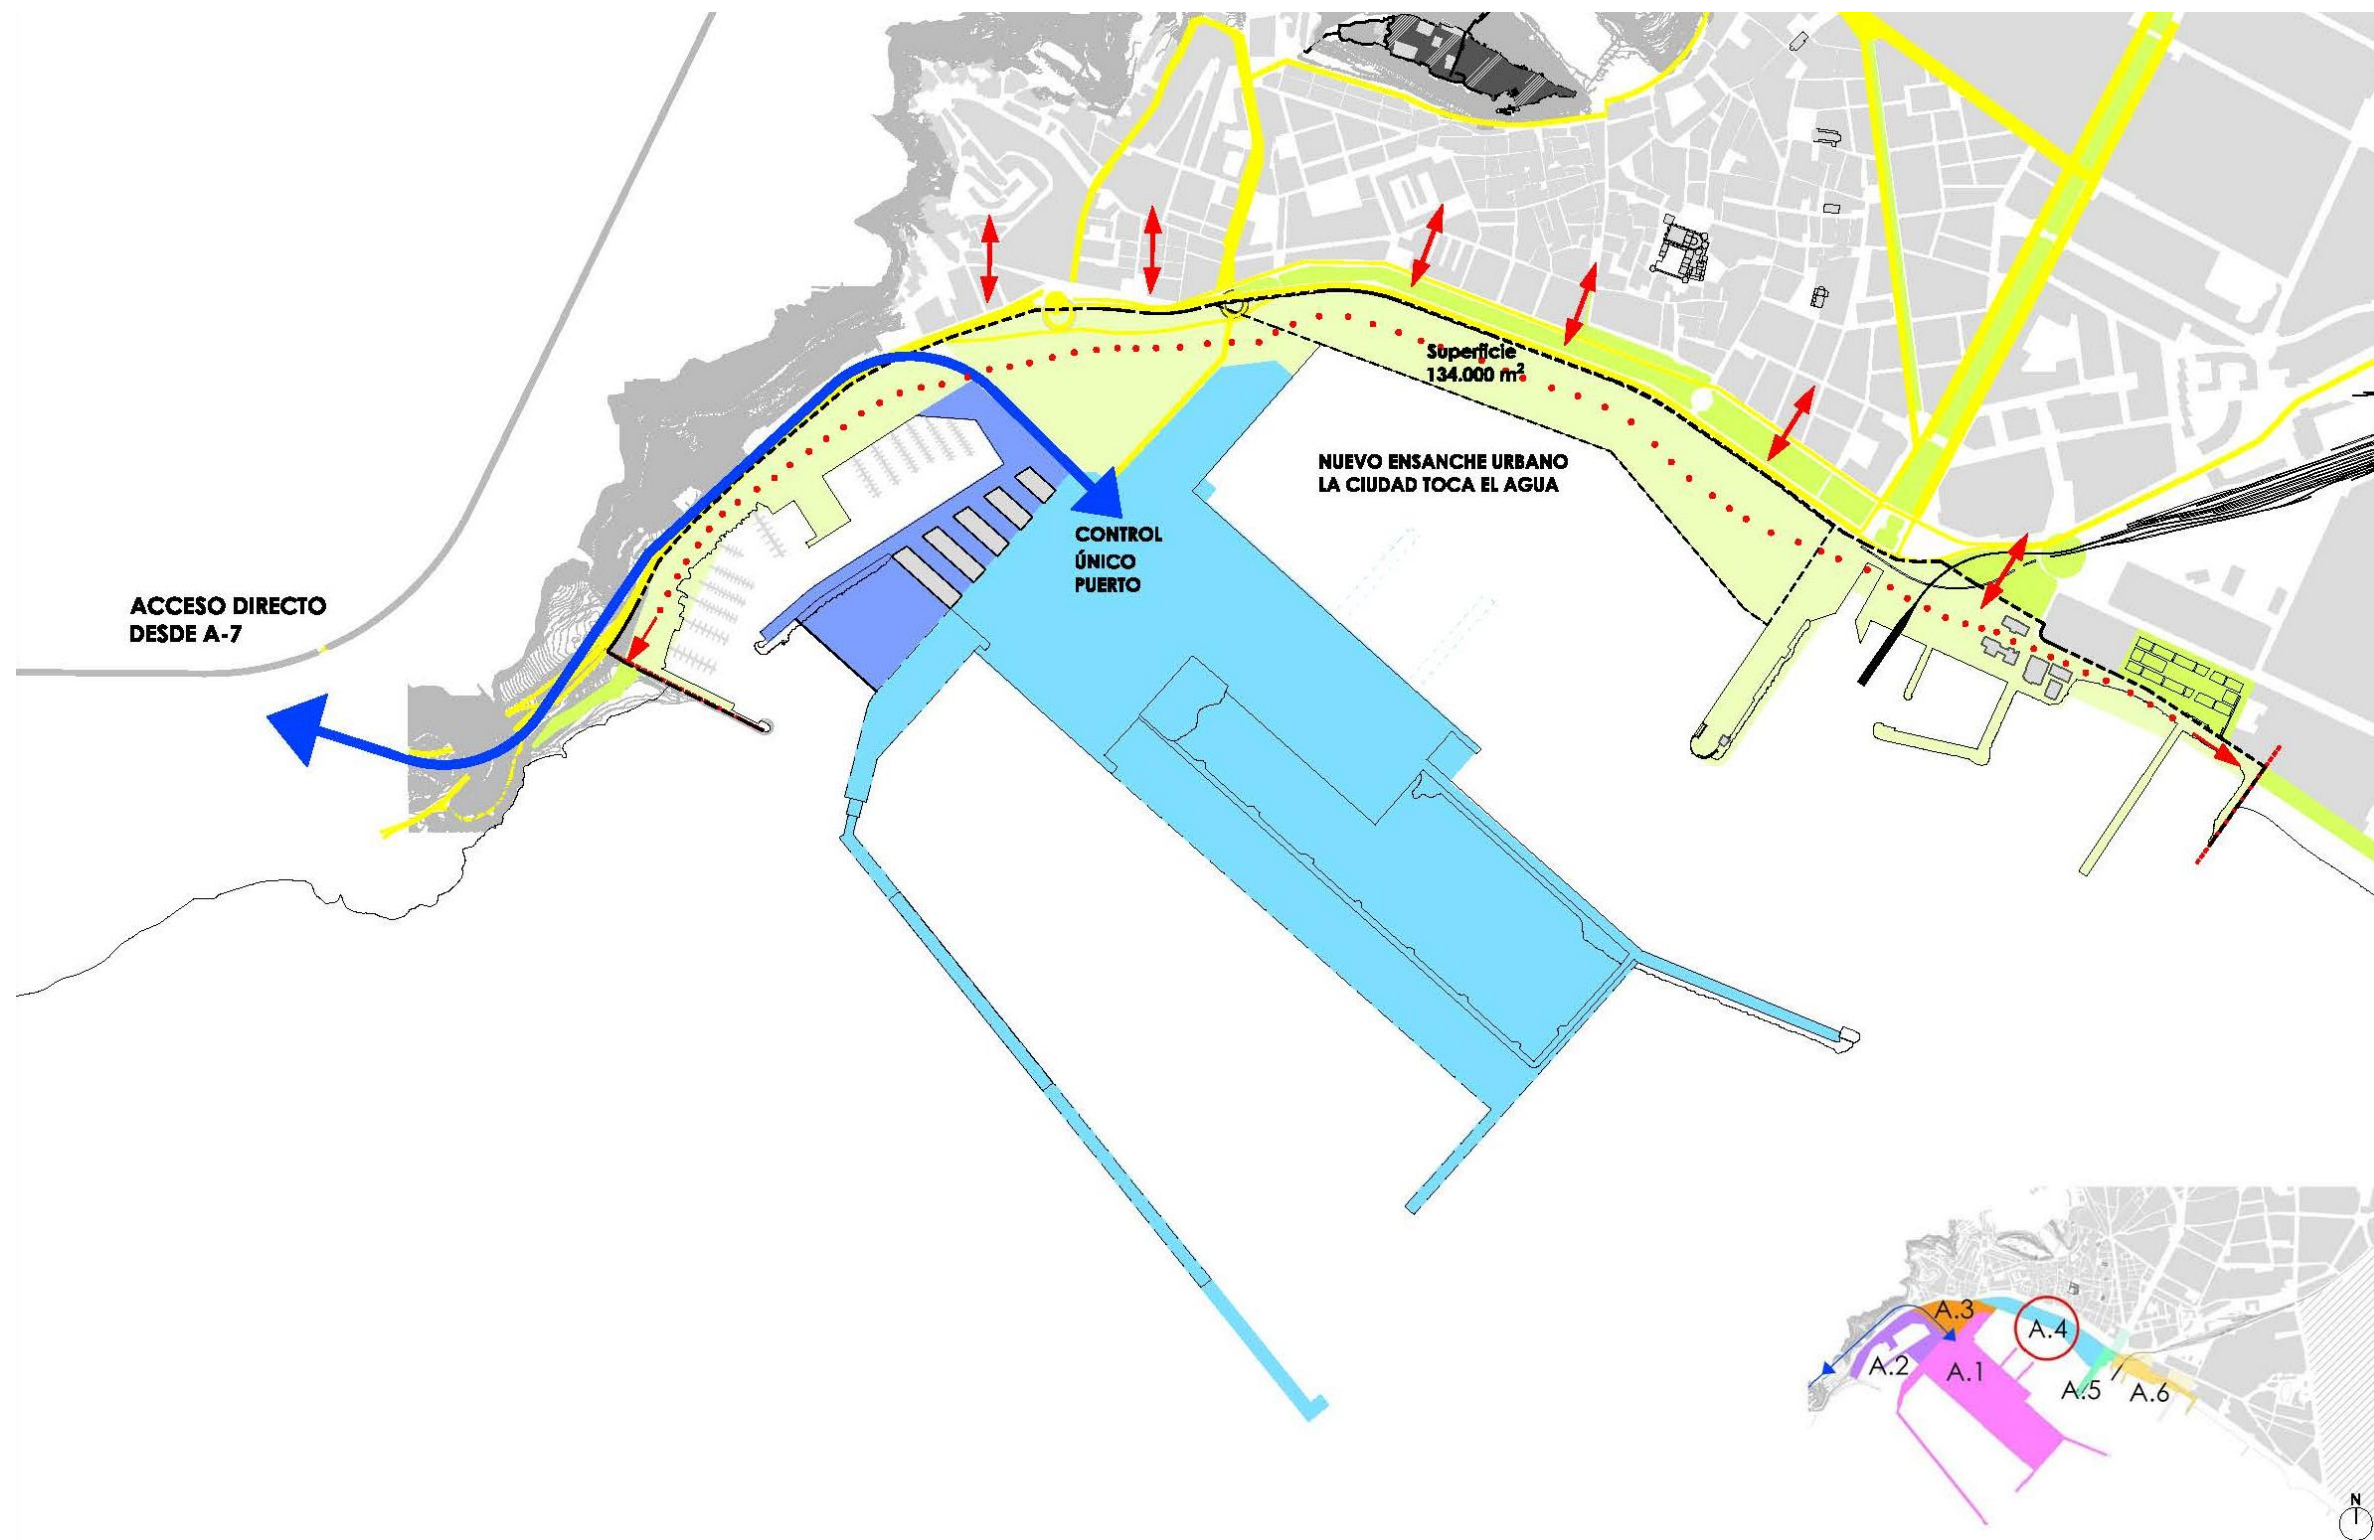 Superficie
134.000 m²
NUEVO ENSANCHE URBANO
LA CIUDAD TOCA EL AGUA
CONTROL
ÚNICO
PUERTO
ACCESO DIRECTO
DESDE A-7
A.3
A.4
A.2
A.1
A.5
A.6
N